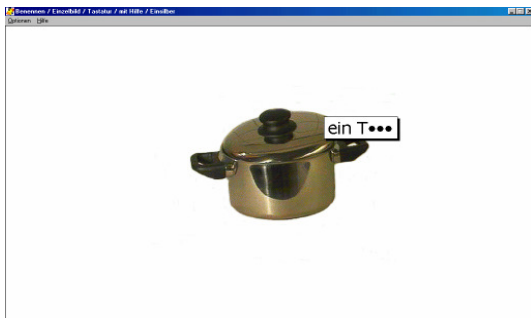 Benennen / Einzelbild / Tastatur / mit Hilfe / Einsilber
Optionen Hilfe
ein T●●●